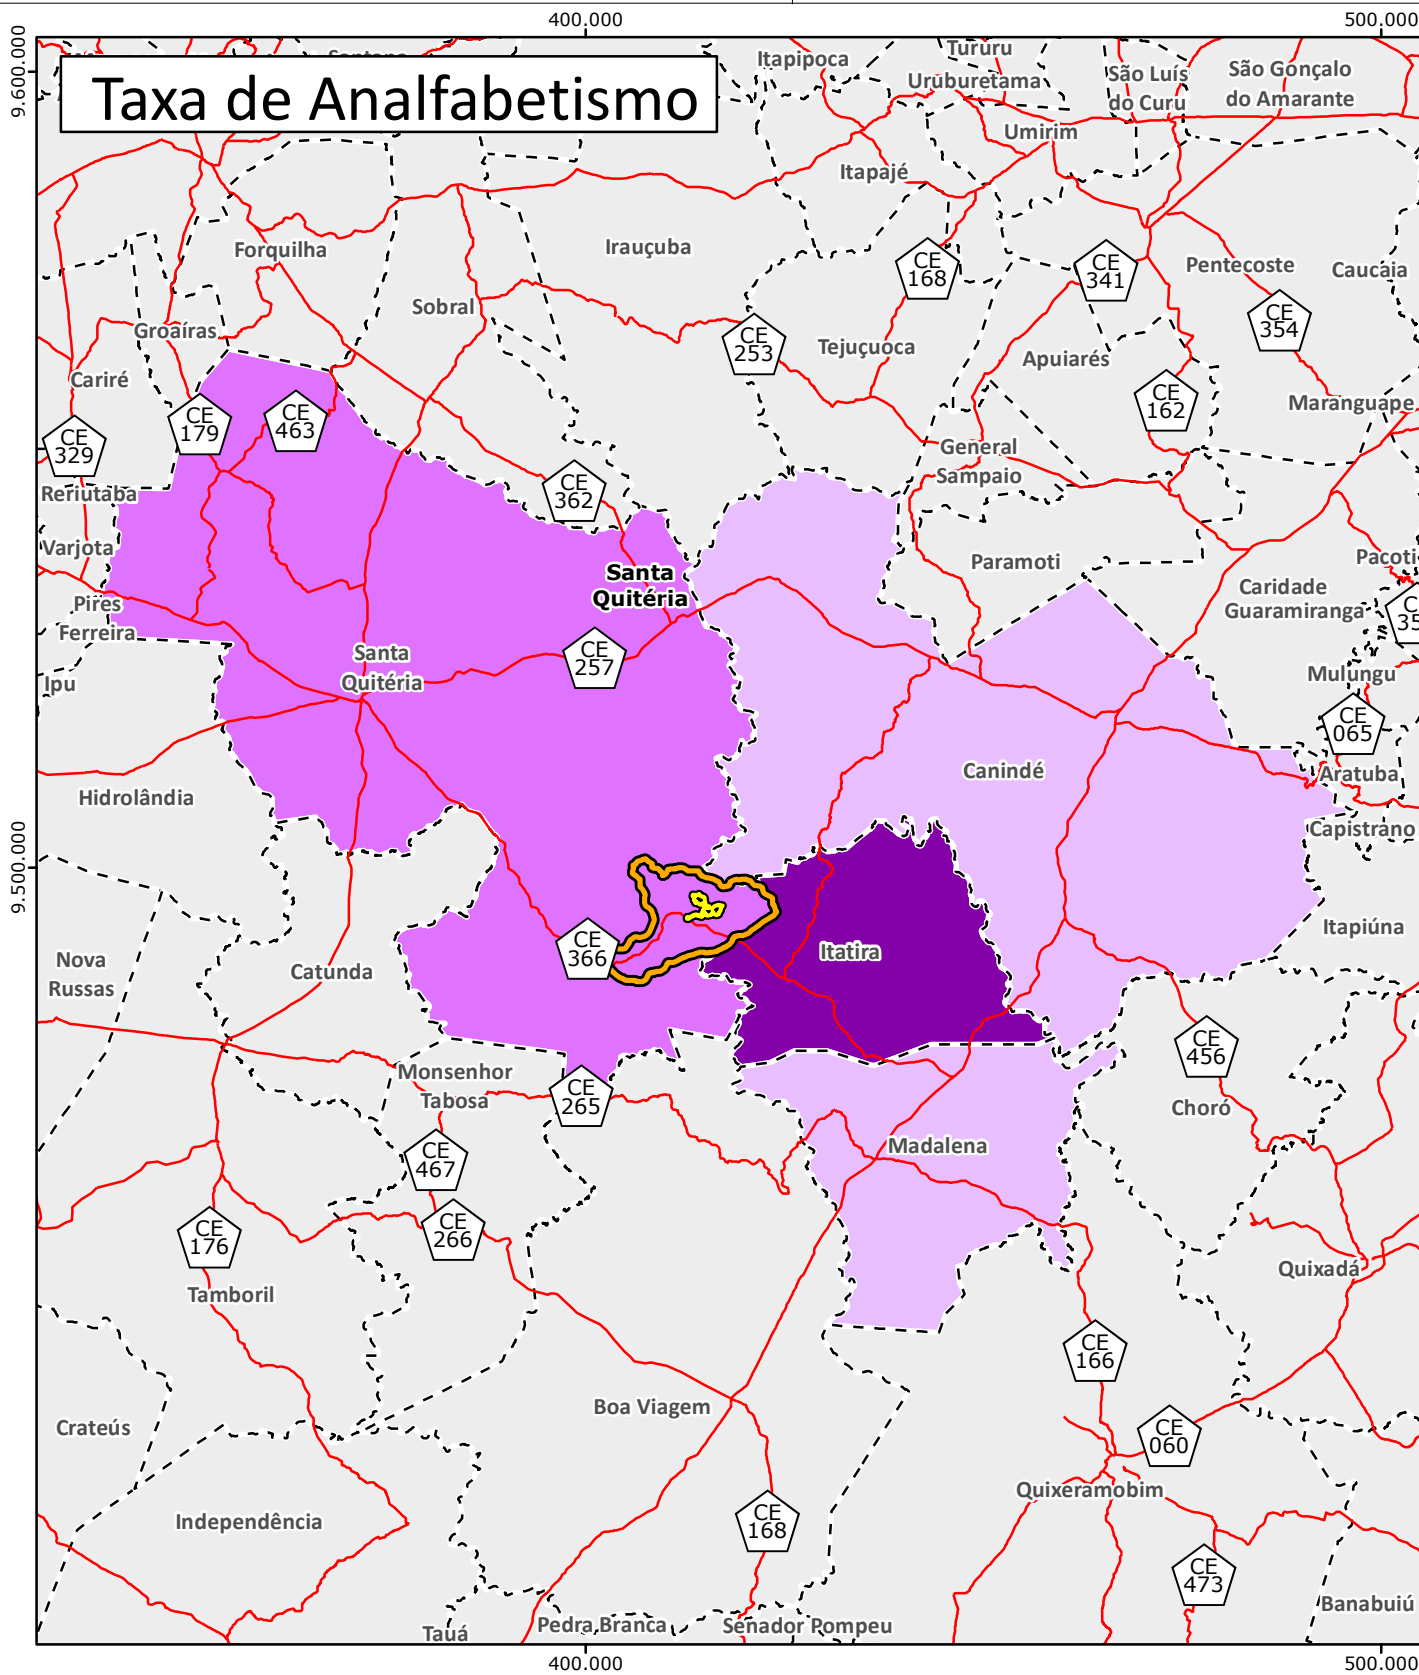 400.000
500.000
9.600.000
Taxa de Analfabetismo
Itapipoca
Tururu
Uruburetama
São Luís
do Curu
São Gonçalo
do Amarante
Umirim
Itapajé
Forquilha
Irauçuba
CE
168
CE
341
Pentecoste
Caucaia
Sobral
Groaíras
CE
253
Tejuçuoca
Apuiarés
CE
354
Cariré
CE
179
CE
463
CE
162
Maranguape
CE
329
General
Sampaio
Reriutaba
CE
362
Varjota
Paramoti
Pacoti
Santa
Quitéria
Caridade
Guaramiranga
Pires
Ferreira
CE
257
Santa
Quitéria
Ipu
Mulungu
CE
065
Canindé
Aratuba
Hidrolândia
Capistrano
9.500.000
CE
366
Itatira
Itapiúna
Nova
Russas
Catunda
CE
456
Monsenhor
Tabosa
CE
265
Choró
Madalena
CE
467
CE
266
CE
176
Quixadá
Tamboril
CE
166
Boa Viagem
Crateús
CE
060
Quixeramobim
Independência
CE
168
CE
473
Banabuiú
Tauá
Pedra Branca
Senador Pompeu
400.000
500.000